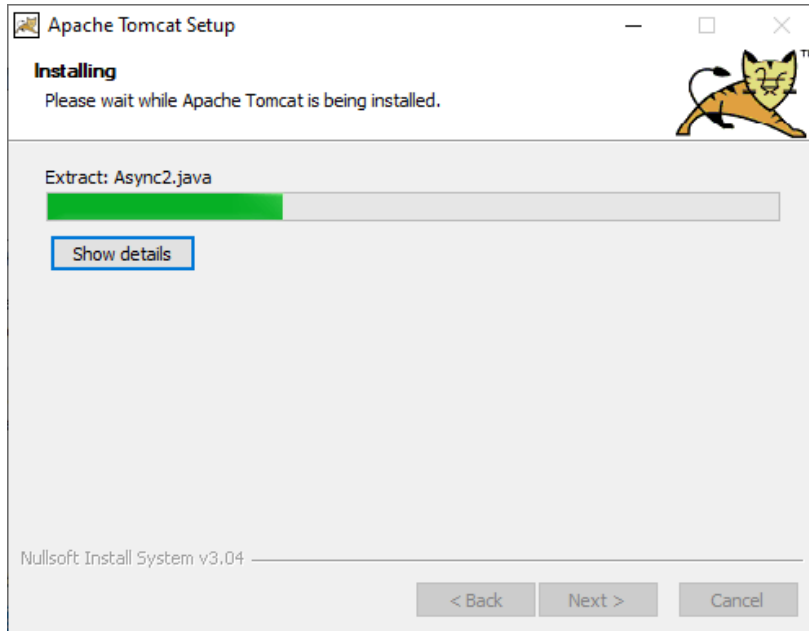 Apache Tomcat Setup
Installing
Please wait while Apache Tomcat is being installed.
TM
Extract: Async2.java
Show details
Nullsoft Install System v3.04
< Back
Next >
Cancel